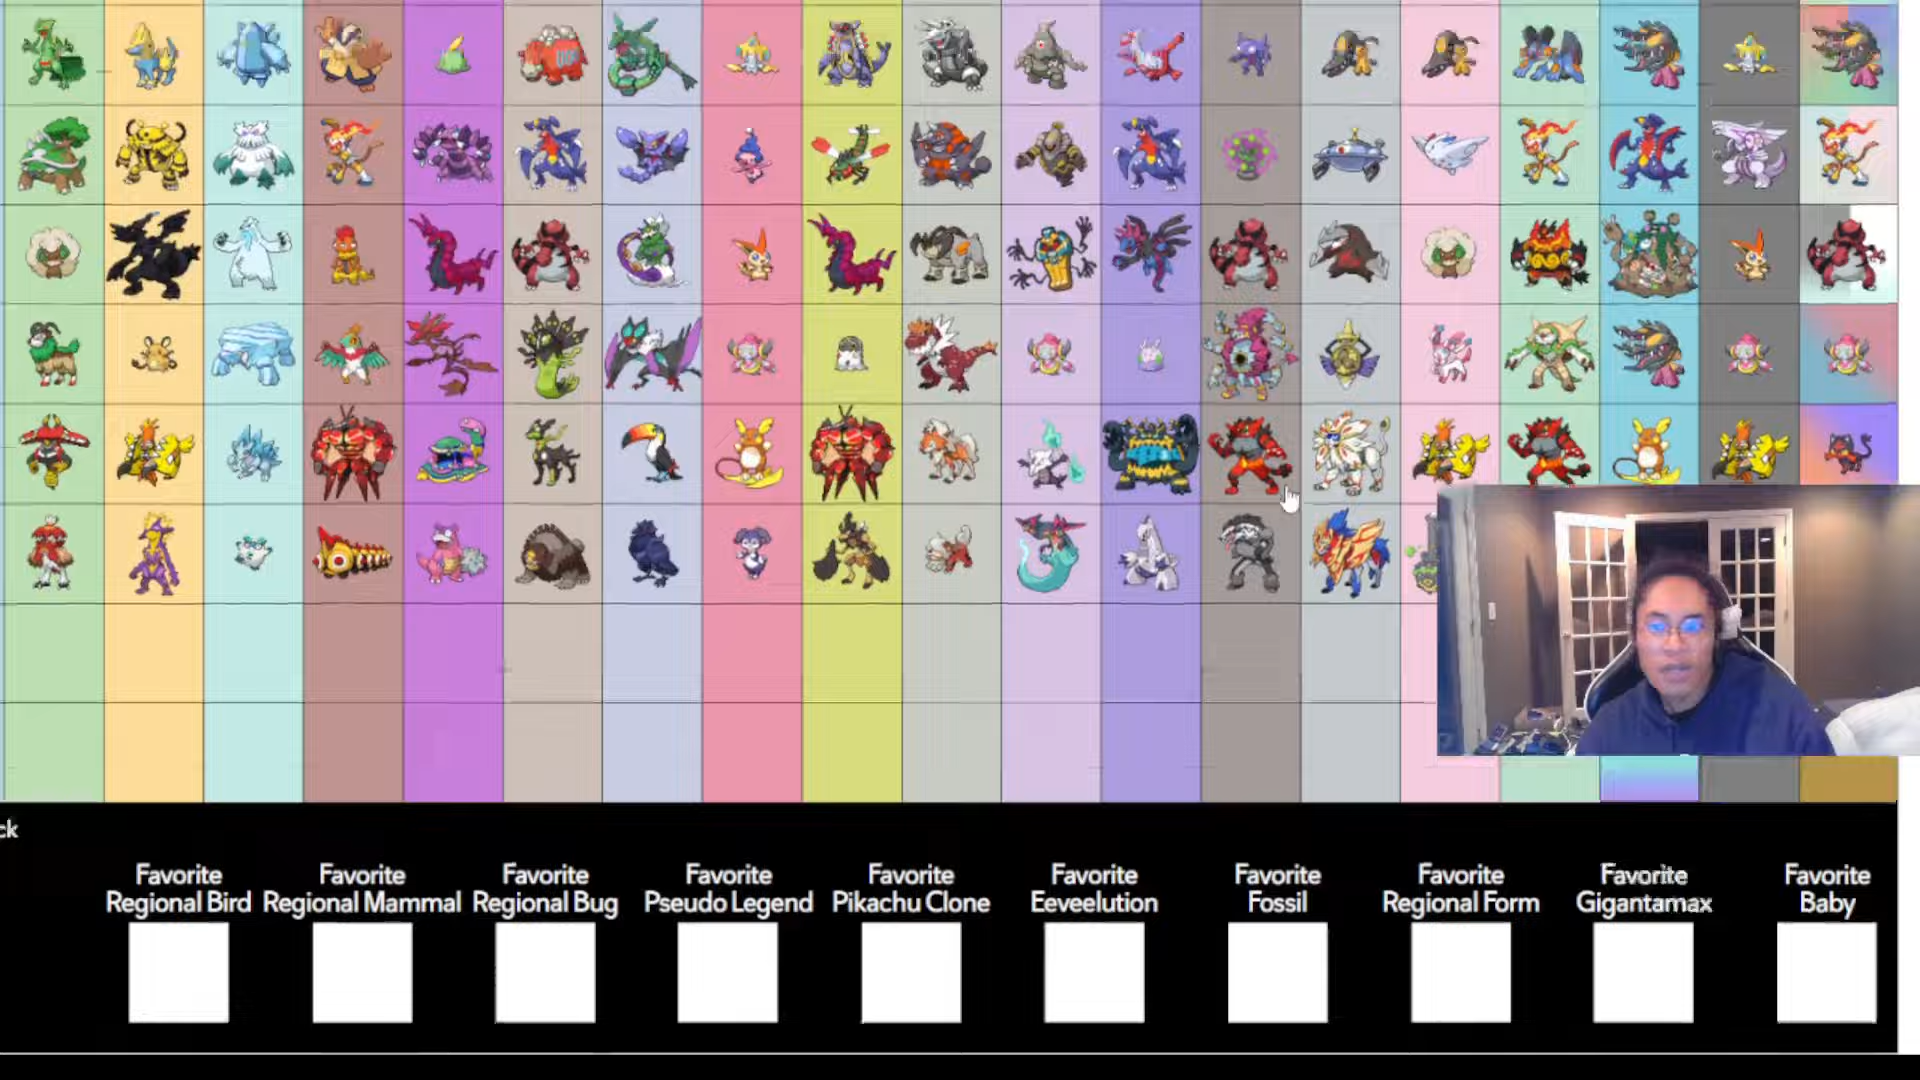 ck
Favorite
Regional Bird
Favorite
Regional Mammal
Favorite
Regional Bug
Favorite
Pseudo Legend
Favorite
Pikachu Clone
Favorite
Eeveelution
Favorite
Fossil
Favorite
Regional Form
Favorite
Gigantamax
Favorite
Baby